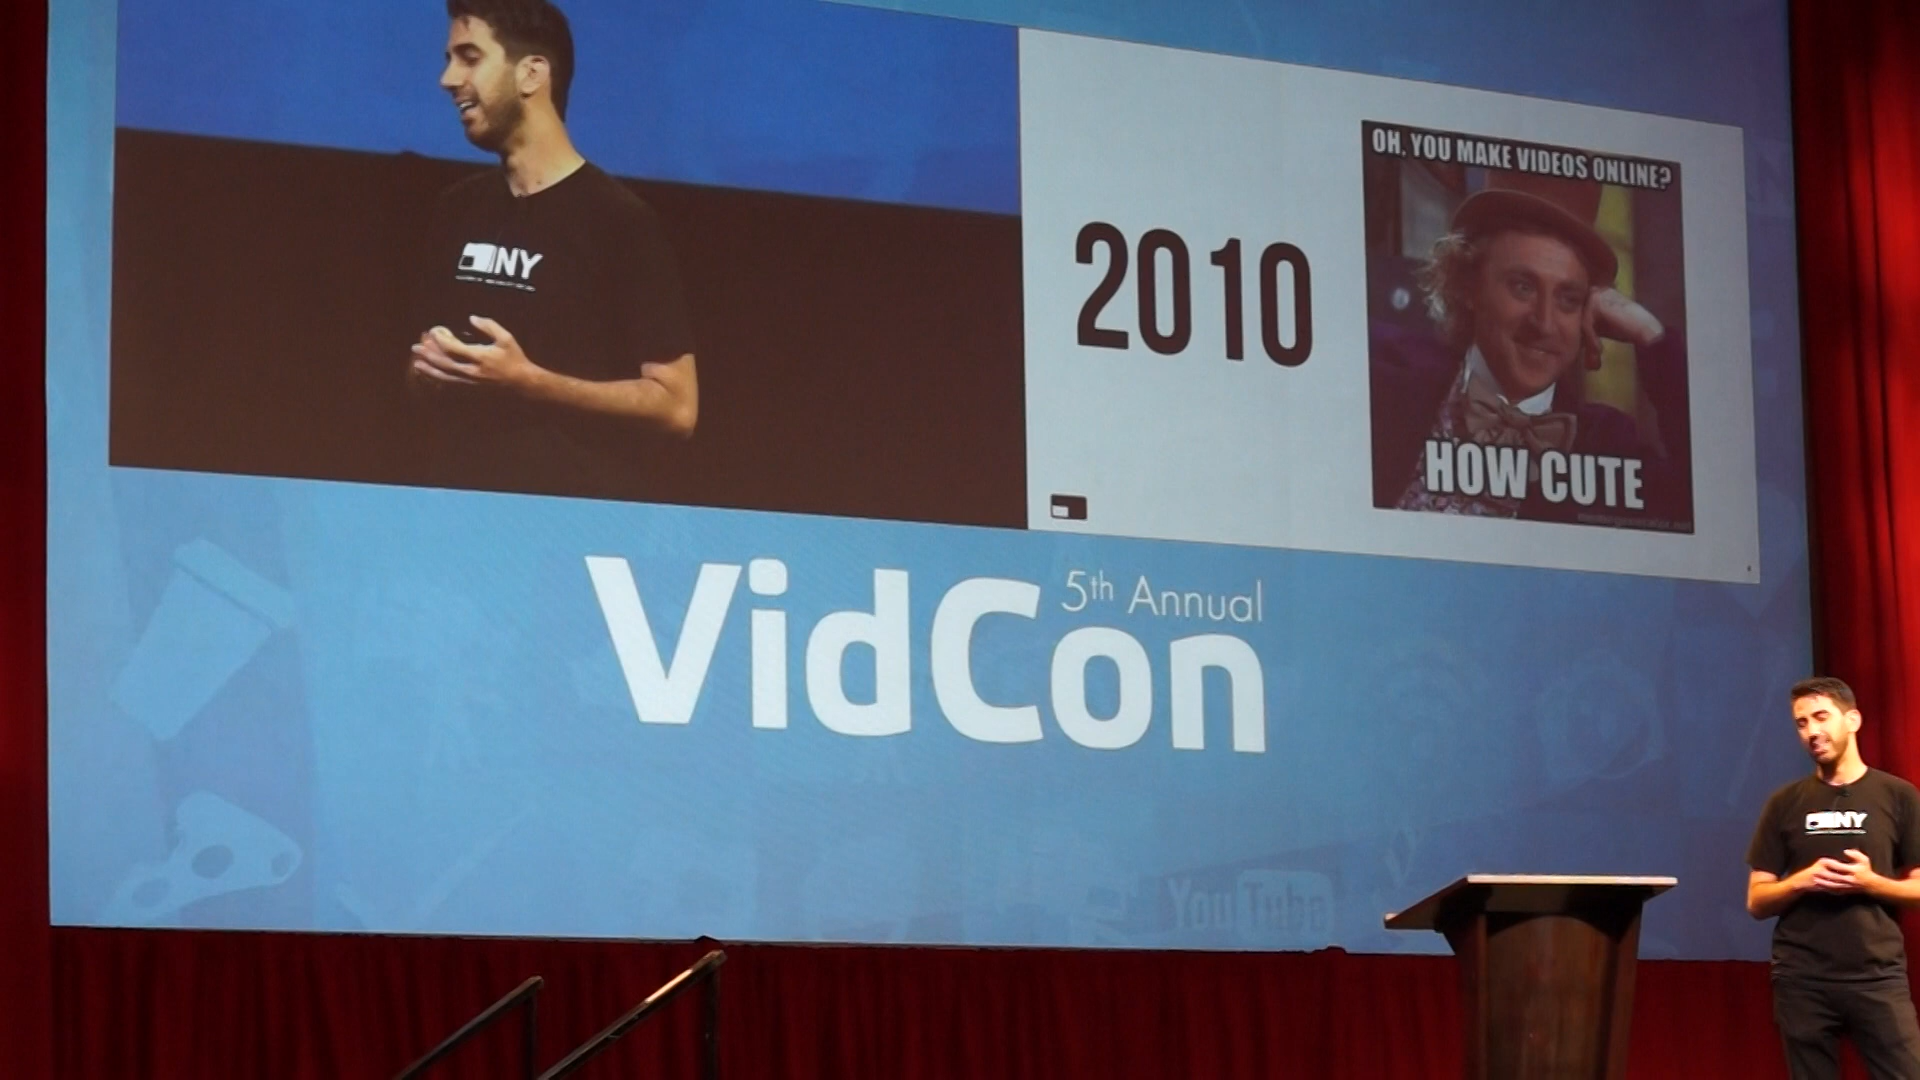 NY
OH, YOU MAKE VIDEOS ONLINE?
2010
HOW CUTE
5th Annual
VidCon
YouTube
NY